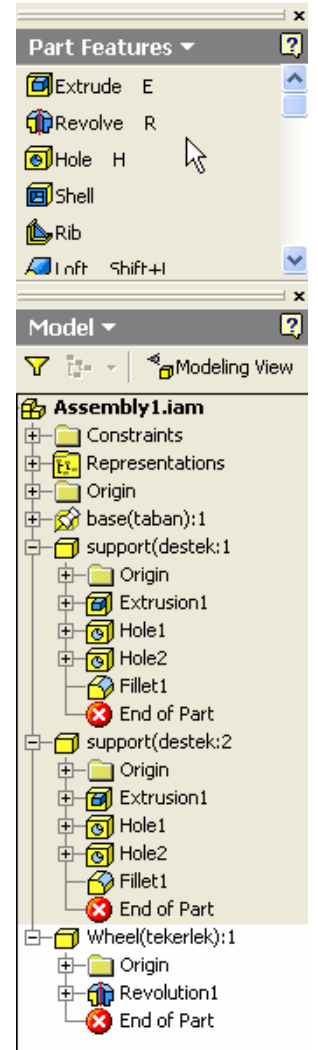 Part Features
Extrude E
Revolve R
Hole H
Shell
Rib
Loft Shift+L
Model
Modeling View
Assembly1.iam
Constraints
Representations
Origin
base(taban):1
support(destek:1
Origin
Extrusion1
Hole1
Hole2
Fillet1
End of Part
support(destek:2
Origin
Extrusion1
Hole1
Hole2
Fillet1
End of Part
Wheel(tekerlek):1
Origin
Revolution1
End of Part